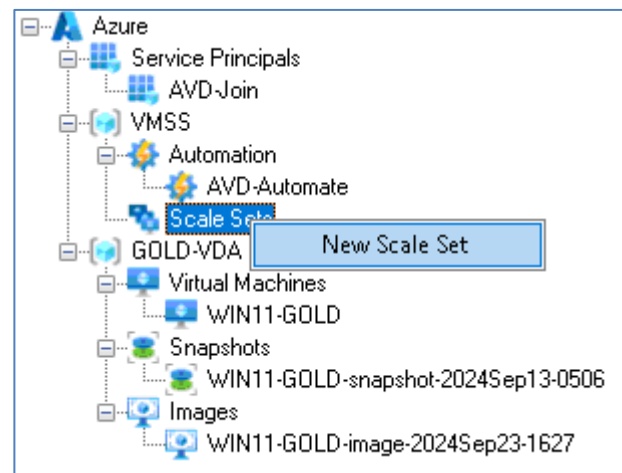 Azure
Service Principals
AVD-Join
VMSS
Automation
AVD-Automate
Scale Sets
New Scale Set
GOLD-VDA
Virtual Machines
WIN11-GOLD
Snapshots
WIN11-GOLD-snapshot-2024Sep13-0506
Images
WIN11-GOLD-image-2024Sep23-1627